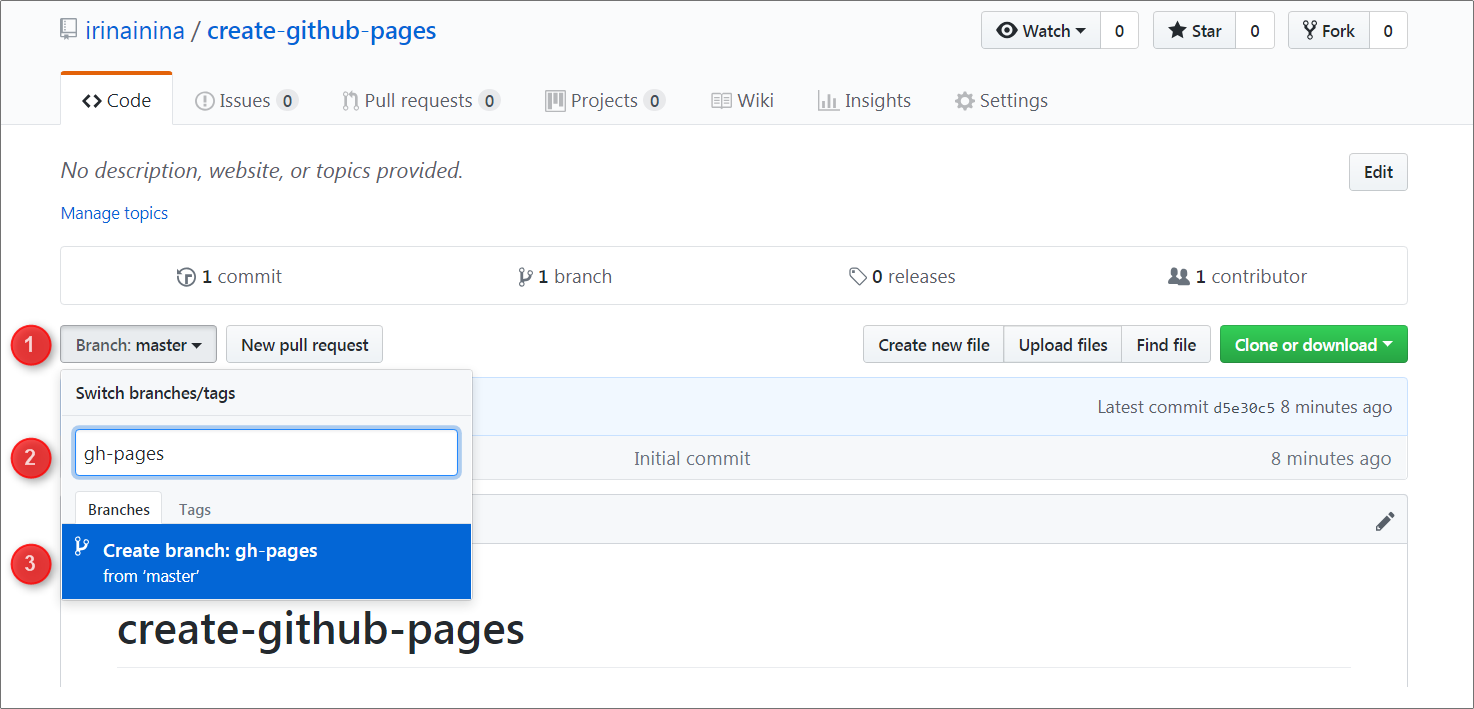 irinainina / create-github-pages
Watch 0 Star 0 Fork 0
Code Issues 0 Pull requests 0 Projects 0 Wiki Insights Settings
No description, website, or topics provided.
Edit
Manage topics
1 commit 1 branch 0 releases 1 contributor
1 Branch: master New pull request Create new file Upload files Find file Clone or download
Switch branches/tags
Latest commit d5e30c5 8 minutes ago
2 gh-pages Initial commit 8 minutes ago
Branches Tags
3 Create branch: gh-pages
from ‘master’
create-github-pages